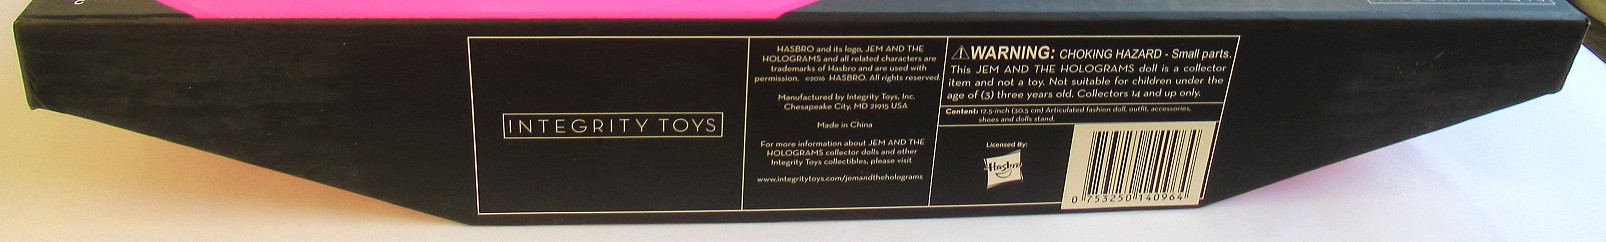 INTEGRITY TOYS
HASBRO and its logo, JEM AND THE
HOLOGRAMS and all related characters are
trademarks of Hasbro and are used with
permission. ©2016 HASBRO. All rights reserved.
Manufactured by Integrity Toys, Inc.
Chesapeake City, MD 21915 USA
Made in China
For more information about JEM AND THE
HOLOGRAMS collector dolls and other
Integrity Toys collectibles, please visit
www.integritytoys.com/jemandtheholograms
WARNING: CHOKING HAZARD - Small parts.
This JEM AND THE HOLOGRAMS doll is a collector
item and not a toy. Not suitable for children under the
age of (3) three years old. Collectors 14 and up only.
Content: 12.5-inch (30.5 cm) Articulated fashion doll, outfit, accessories,
shoes and dolls stand.
Licensed By:
Hasbro
0 753250 140964